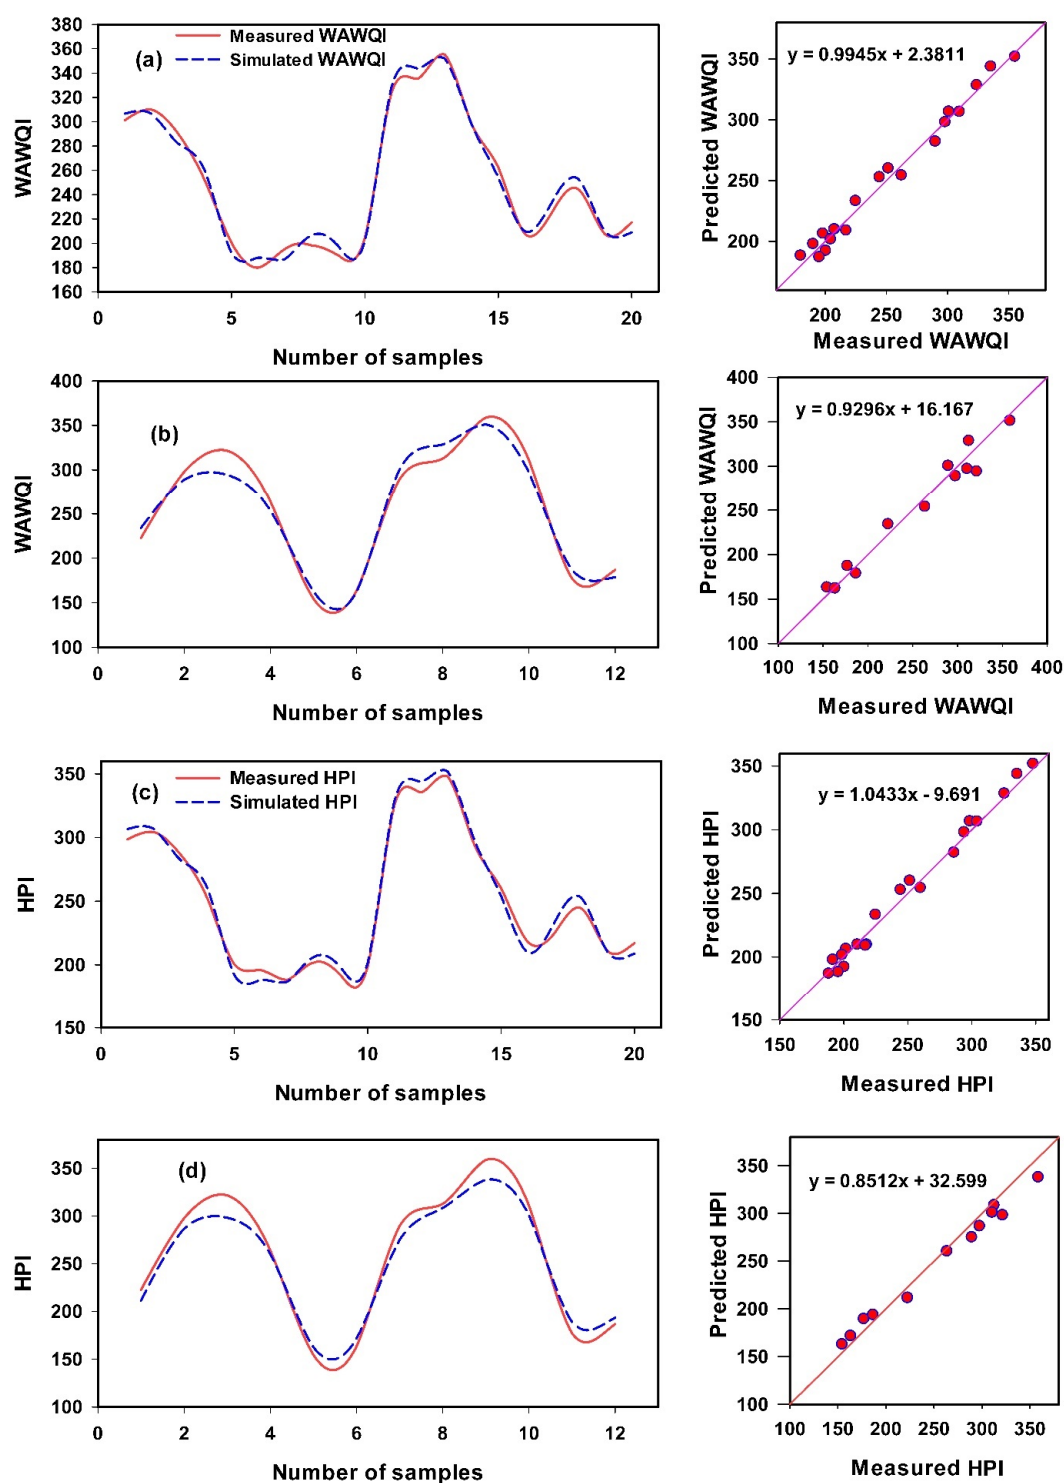 380
360
340
320
300
280
260
240
220
200
180
160
WAWQI
(a)
Measured WAWQI
Simulated WAWQI
0 5 10 15 20
Number of samples
y = 0.9945x + 2.3811
350
300
250
200
Predicted WAWQI
200 250 300 350
Measured WAWQI
400
350
300
250
200
150
100
WAWQI
(b)
0 2 4 6 8 10 12
Number of samples
y = 0.9296x + 16.167
400
350
300
250
200
150
100
Predicted WAWQI
100 150 200 250 300 350 400
Measured WAWQI
350
300
250
200
150
HPI
(c)
Measured HPI
Simulated HPI
0 5 10 15 20
Number of samples
y = 1.0433x - 9.691
350
300
250
200
150
Predicted HPI
150 200 250 300 350
Measured HPI
350
300
250
200
150
100
HPI
(d)
0 2 4 6 8 10 12
Number of samples
y = 0.8512x + 32.599
350
300
250
200
150
100
Predicted HPI
100 150 200 250 300 350
Measured HPI